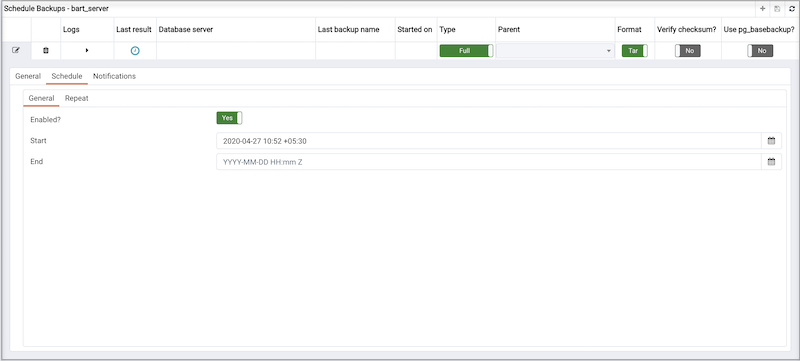 Schedule Backups - bart_server
Logs Last result Database server Last backup name Started on Type Parent Format Verify checksum? Use pg_basebackup?
Full Tar No No
General Schedule Notifications
General Repeat
Enabled? Yes
Start 2020-04-27 10:52 +05:30
End YYYY-MM-DD HH:mm Z